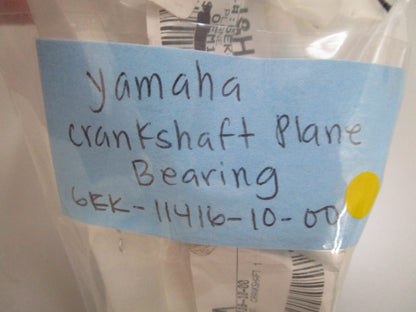 yamaha
crankshaft Plane
Bearing
6EK-11416-10-00